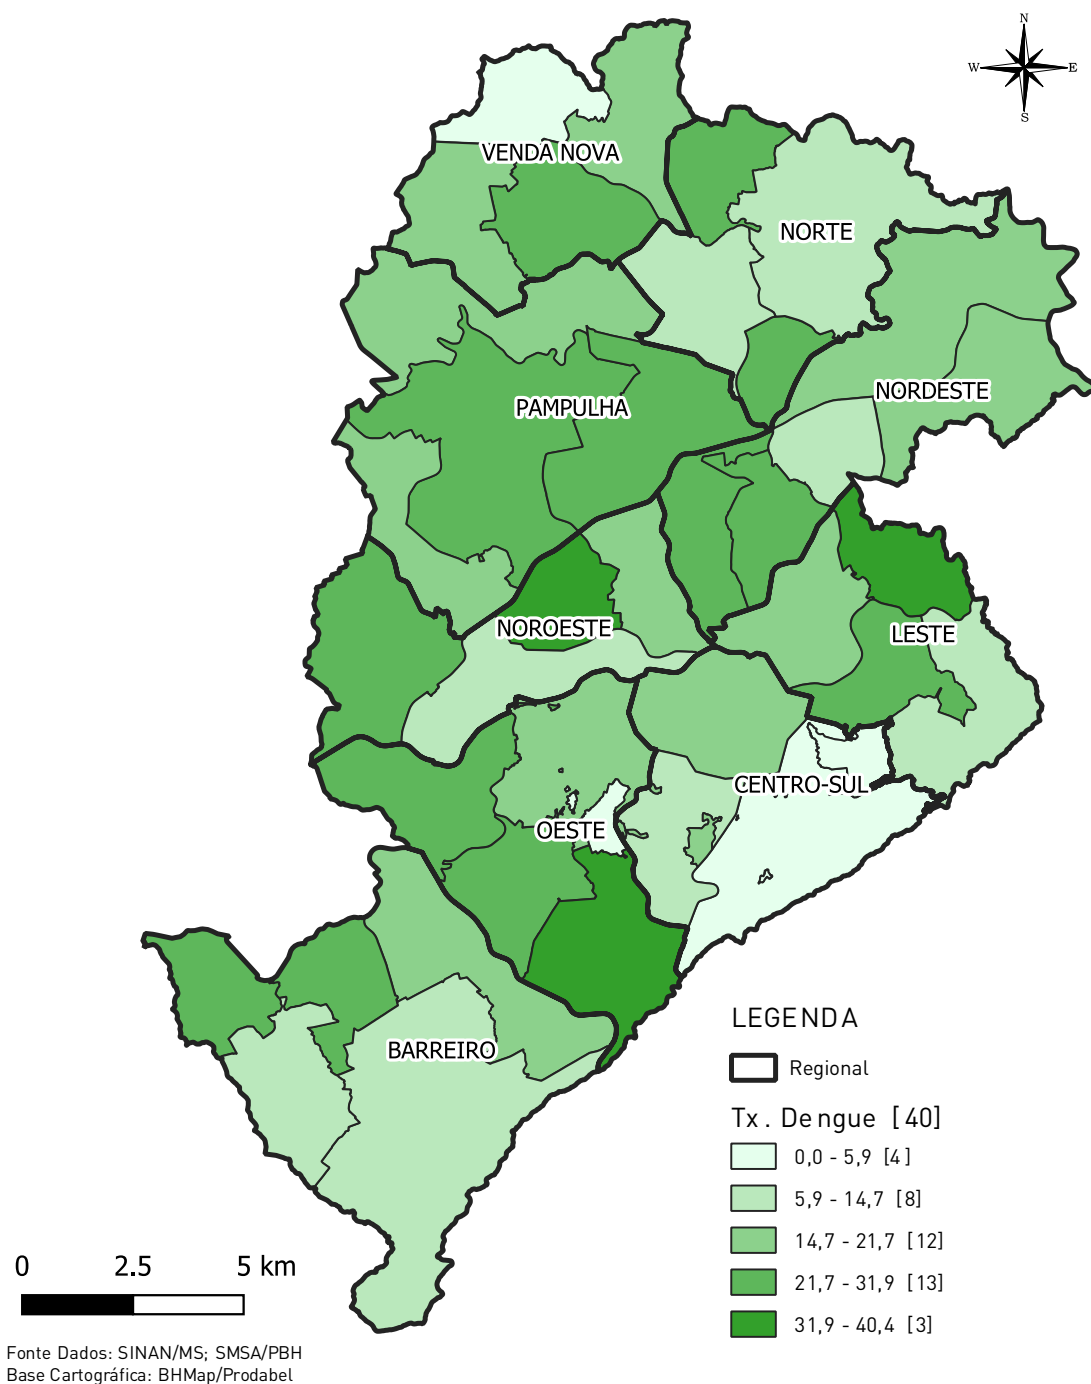 N
W E
S
VENDA NOVA
NORTE
NORDESTE
PAMPULHA
NOROESTE
LESTE
CENTRO-SUL
OESTE
BARREIRO
LEGENDA
Regional
Tx. Dengue [40]
0,0 - 5,9 [4]
5,9 - 14,7 [8]
14,7 - 21,7 [12]
21,7 - 31,9 [13]
31,9 - 40,4 [3]
0 2.5 5 km
Fonte Dados: SINAN/MS; SMSA/PBH
Base Cartográfica: BHMap/Prodabel